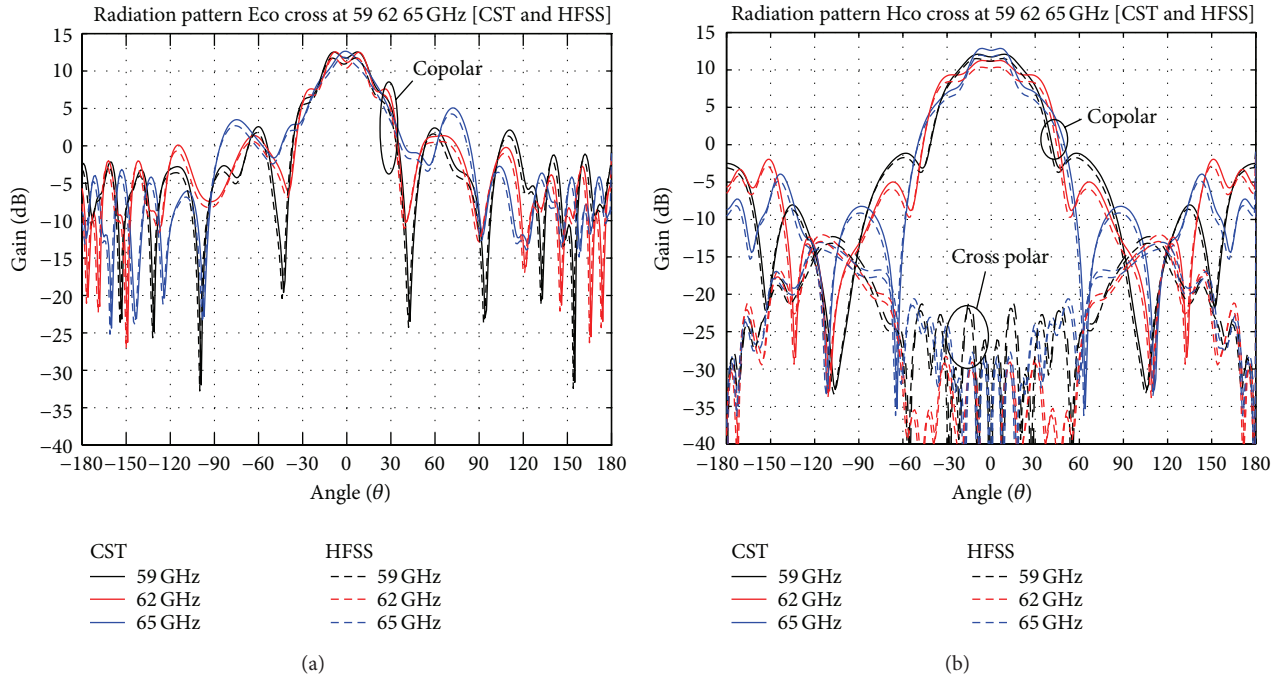 Radiation pattern Eco cross at 59 62 65 GHz [CST and HFSS]
15
10
5
0
−5
−10
−15
−20
−25
−30
−35
−40
Gain (dB)
Copolar
−180 −150 −120 −90 −60 −30 0 30 60 90 120 150 180
Angle (θ)
CST HFSS
59 GHz 59 GHz
62 GHz 62 GHz
65 GHz 65 GHz
(a)
Radiation pattern Hco cross at 59 62 65 GHz [CST and HFSS]
15
10
5
0
−5
−10
−15
−20
−25
−30
−35
−40
Gain (dB)
Copolar
Cross polar
−180 −150 −120 −90 −60 −30 0 30 60 90 120 150 180
Angle (θ)
CST HFSS
59 GHz 59 GHz
62 GHz 62 GHz
65 GHz 65 GHz
(b)